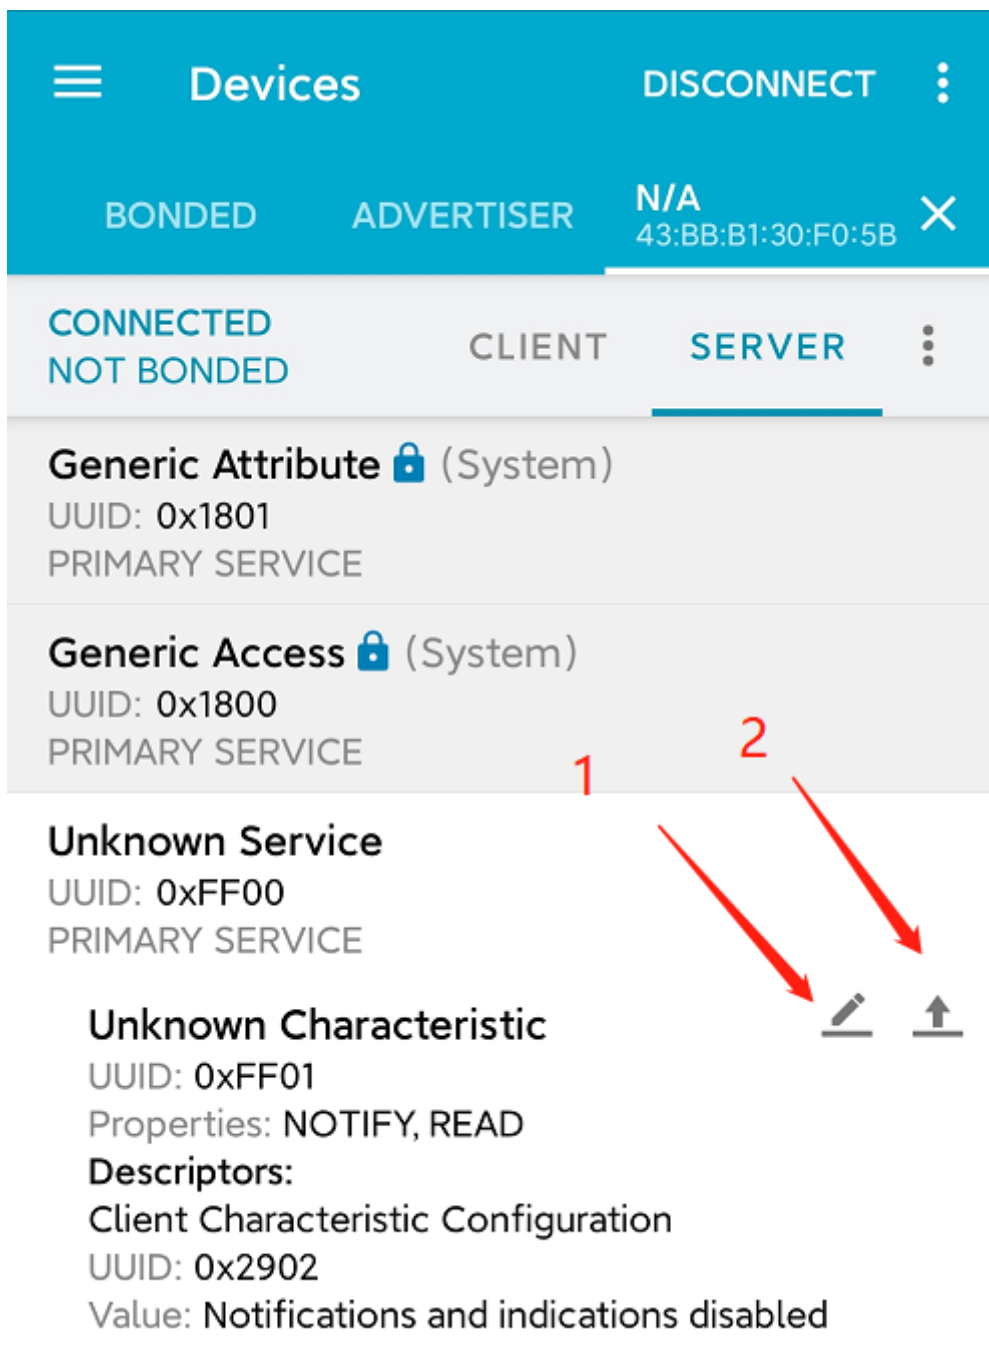 Devices DISCONNECT
BONDED ADVERTISER N/A
43:BB:B1:30:F0:5B
CONNECTED
NOT BONDED
CLIENT SERVER
Generic Attribute (System)
UUID: 0x1801
PRIMARY SERVICE
Generic Access (System)
UUID: 0x1800
PRIMARY SERVICE
1
2
Unknown Service
UUID: 0xFF00
PRIMARY SERVICE
Unknown Characteristic
UUID: 0xFF01
Properties: NOTIFY, READ
Descriptors:
Client Characteristic Configuration
UUID: 0x2902
Value: Notifications and indications disabled